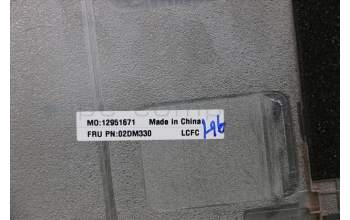 MO:12951671 Made in China
FRU PN:02DM330 LCFC